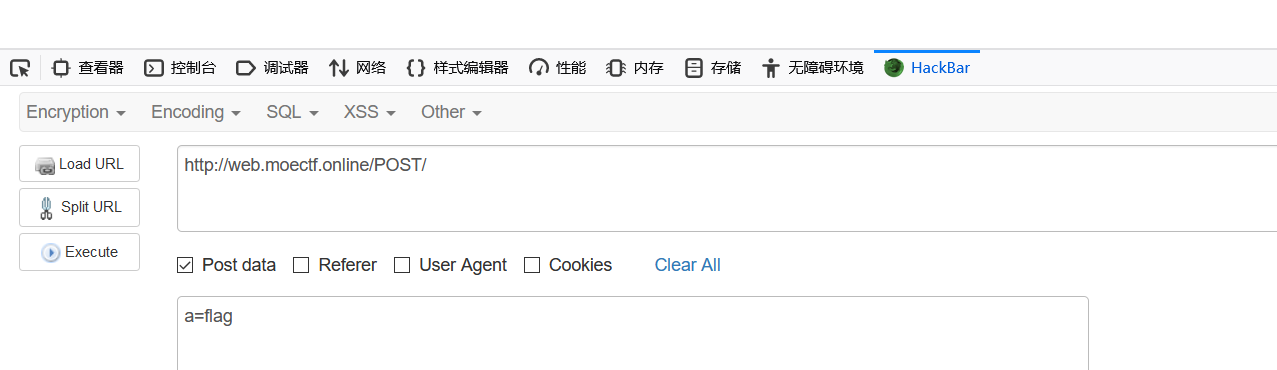 查看器 控制台 调试器 网络 样式编辑器 性能 内存 存储 无障碍环境 HackBar
Encryption Encoding SQL XSS Other
Load URL
http://web.moectf.online/POST/
Split URL
Execute
Post data Referer User Agent Cookies Clear All
a=flag